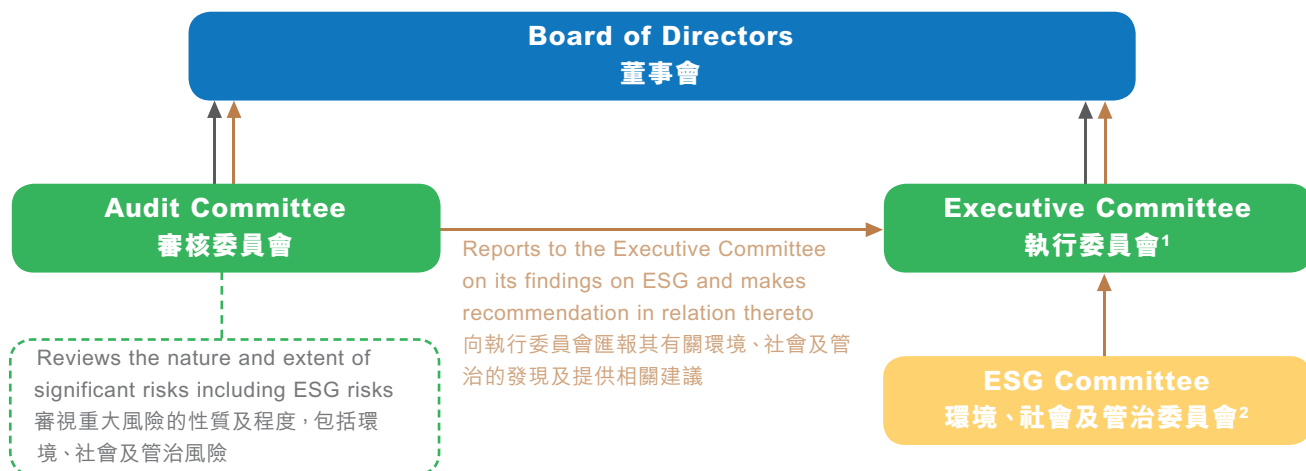 Board of Directors
董事會
Audit Committee
審核委員會
Executive Committee
執行委員會¹
Reports to the Executive Committee
on its findings on ESG and makes
recommendation in relation thereto
向執行委員會匯報其有關環境、社會及管
治的發現及提供相關建議
Reviews the nature and extent of
significant risks including ESG risks
審視重大風險的性質及程度，包括環
境、社會及管治風險
ESG Committee
環境、社會及管治委員會²